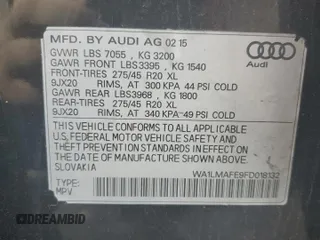 MFD. BY AUDI AG 02 15
GVWR LBS 7055 , KG 3200
GAWR FRONT LBS3395 , KG 1540
FRONT-TIRES 275/45 R20 XL
9JX20 RIMS, AT 300 KPA 44 PSI COLD
GAWR REAR LBS3968 , KG 1800
REAR-TIRES 275/45 R20 XL
9JX20 RIMS, AT 340 KPA 49 PSI COLD
THIS VEHICLE CONFORMS TO ALL APPLICABLE
U.S. FEDERAL MOTOR VEHICLE SAFETY AND
THEFT PREVENTION STANDARDS IN EFFECT ON
THE DATE OF MANUFACTURE SHOWN ABOVE
SLOVAKIA
TYPE: WA1LMAFE9FD018132
MPV
Audi
BIDCARS